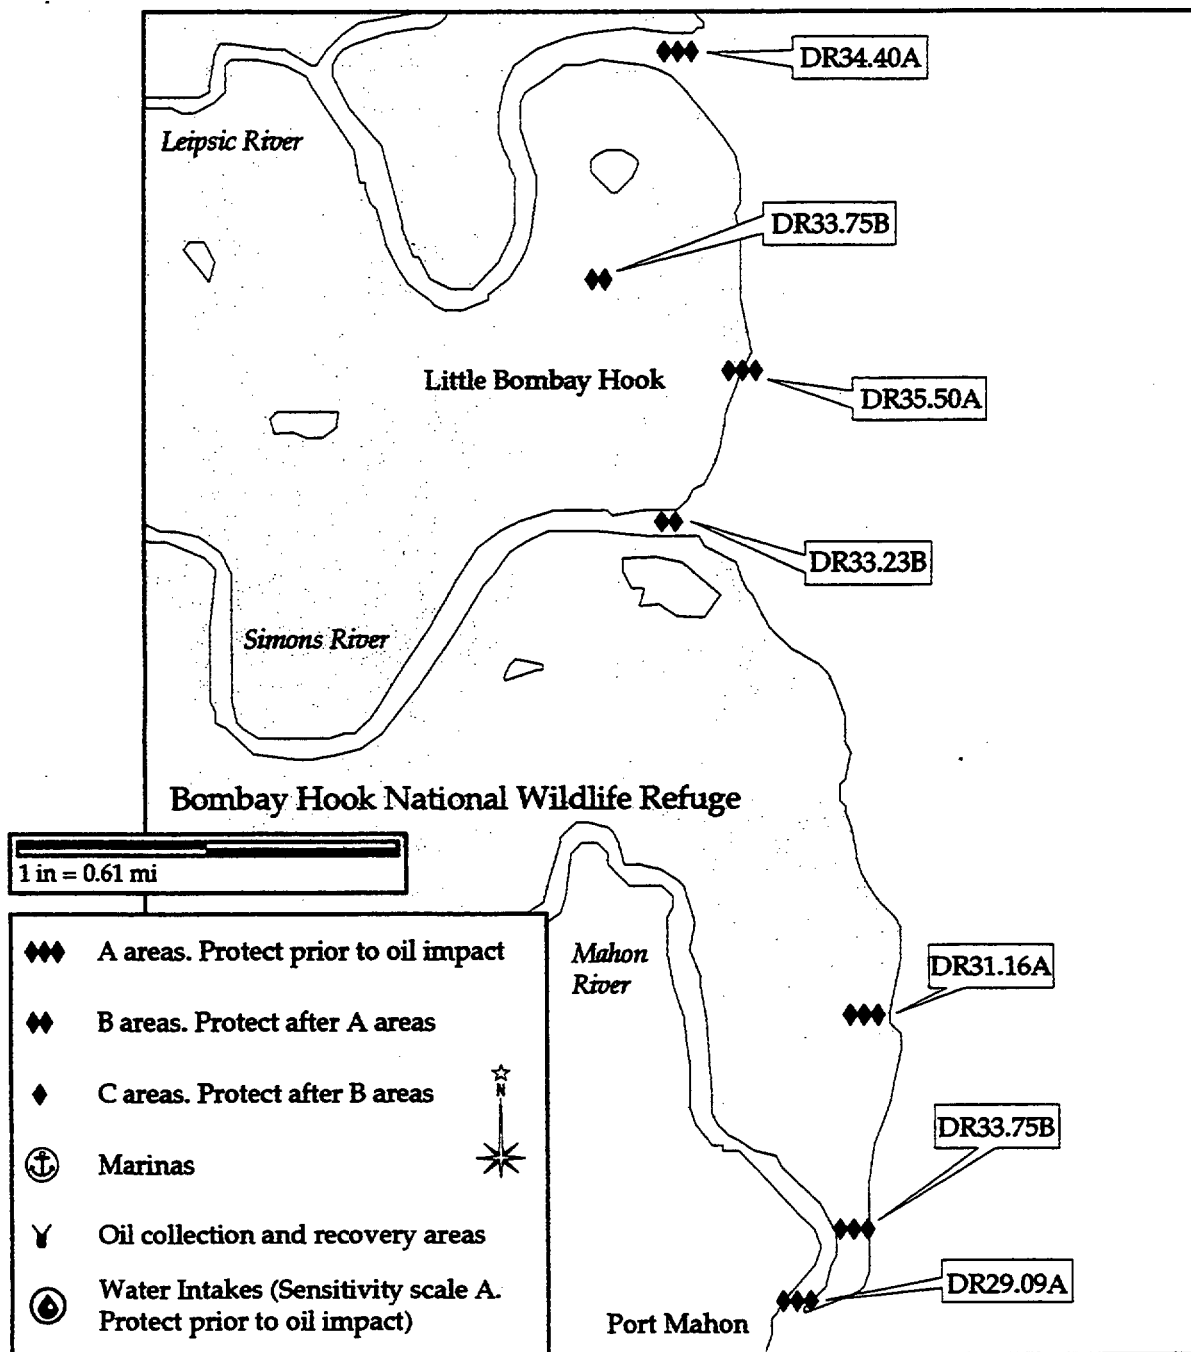 DR34.40A
Leipsic River
DR33.75B
Little Bombay Hook
DR35.50A
DR33.23B
Simons River
Bombay Hook National Wildlife Refuge
1 in = 0.61 mi
A areas. Protect prior to oil impact
B areas. Protect after A areas
C areas. Protect after B areas
N
Marinas
Oil collection and recovery areas
Water Intakes (Sensitivity scale A.
Protect prior to oil impact)
Mahon
River
DR31.16A
DR33.75B
DR29.09A
Port Mahon